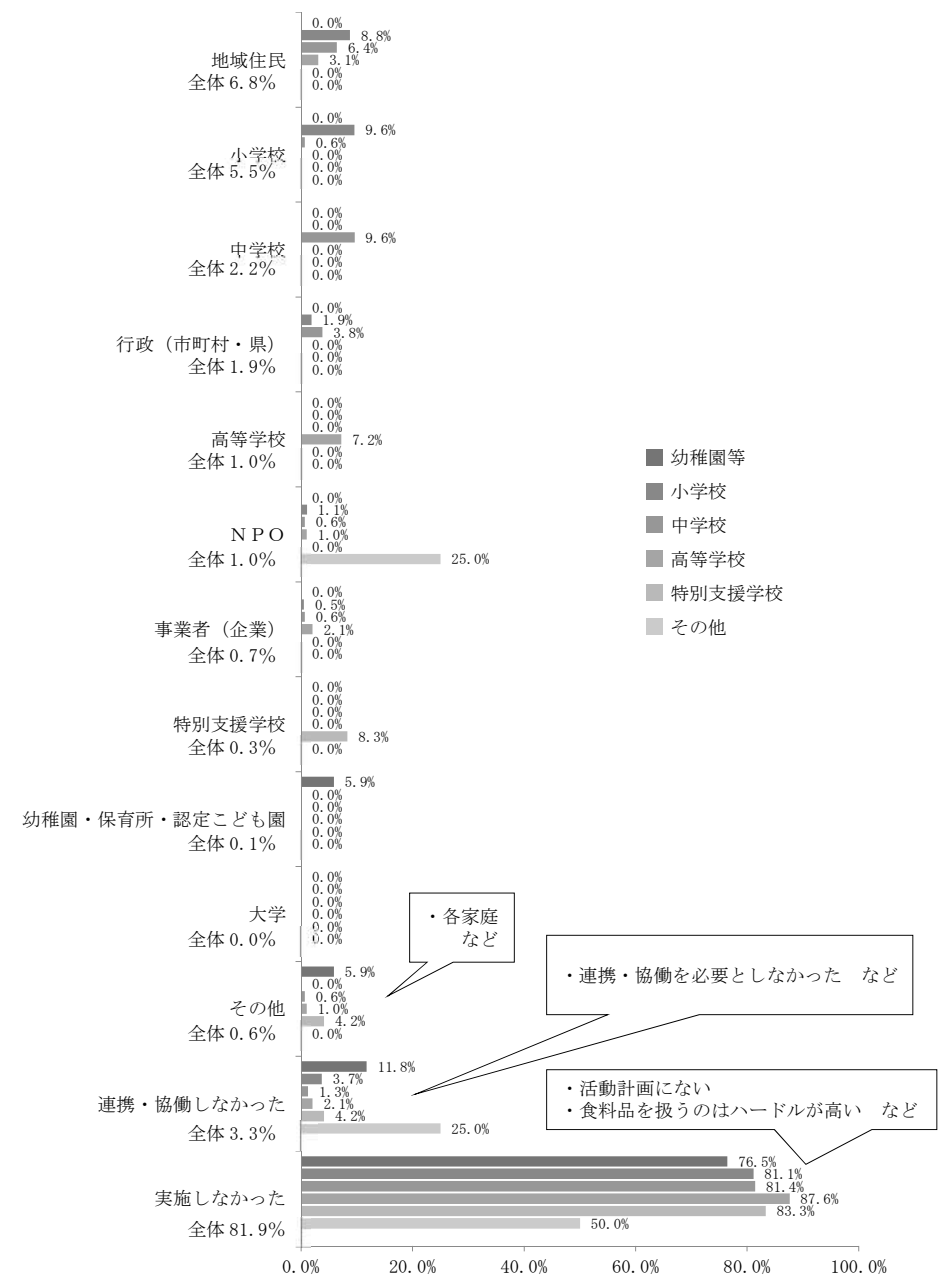 0.0%
8.8%
6.4%
地域住民 3.1%
全体 6.8% 0.0%
0.0%
0.0%
9.6%
小学校 0.6%
0.0%
全体 5.5% 0.0%
0.0%
0.0%
0.0%
9.6%
中学校 0.0%
全体 2.2% 0.0%
0.0%
0.0%
1.9%
3.8%
行政（市町村・県） 0.0%
全体 1.9% 0.0%
0.0%
0.0%
0.0%
0.0%
高等学校 7.2%
全体 1.0% 0.0%
0.0%
■ 幼稚園等
■ 小学校
■ 中学校
■ 高等学校
■ 特別支援学校
■ その他
0.0%
1.1%
0.6%
ＮＰＯ 1.0%
0.0%
全体 1.0% 25.0%
0.0%
0.5%
0.6%
事業者（企業） 2.1%
0.0%
全体 0.7% 0.0%
0.0%
0.0%
0.0%
特別支援学校 0.0%
8.3%
全体 0.3% 0.0%
5.9%
0.0%
0.0%
幼稚園・保育所・認定こども園 0.0%
0.0%
全体 0.1% 0.0%
0.0%
0.0%
0.0%
大学 0.0%
0.0%
全体 0.0% 0.0%
・各家庭
など
5.9%
0.0%
0.6%
その他 1.0%
4.2%
全体 0.6% 0.0%
・連携・協働を必要としなかった　など
11.8%
3.7%
1.3%
連携・協働しなかった 2.1%
4.2%
全体 3.3% 25.0%
・活動計画にない
・食料品を扱うのはハードルが高い　など
76.5%
81.1%
81.4%
実施しなかった 87.6%
83.3%
全体 81.9% 50.0%
0.0% 20.0% 40.0% 60.0% 80.0% 100.0%